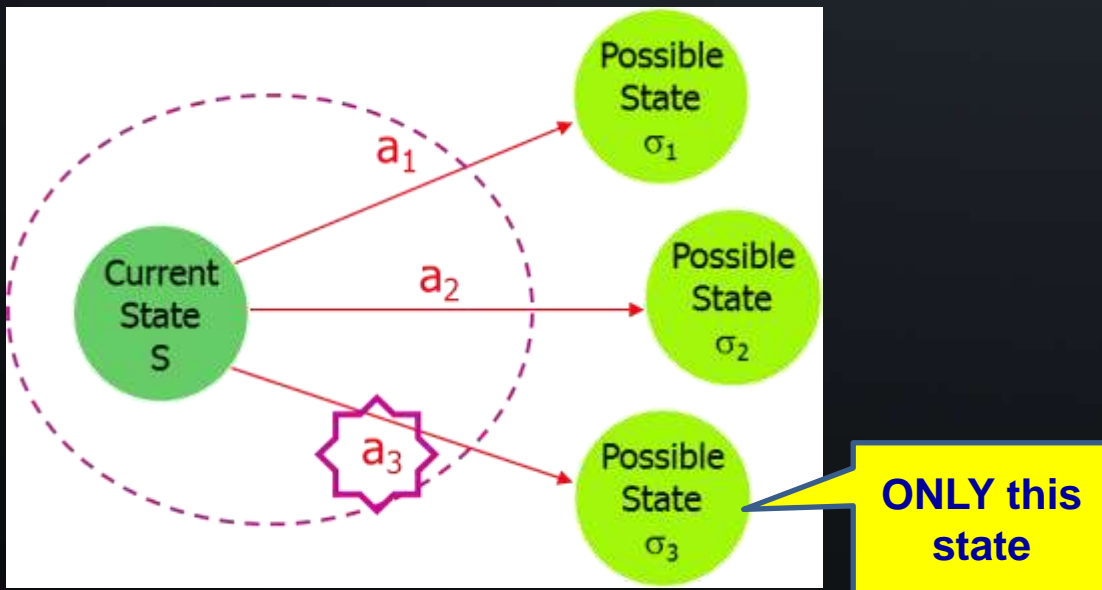 Possible
State
σ₁
a₁
Current
State
S
a₂
Possible
State
σ₂
a₃
Possible
State
σ₃
ONLY this
state